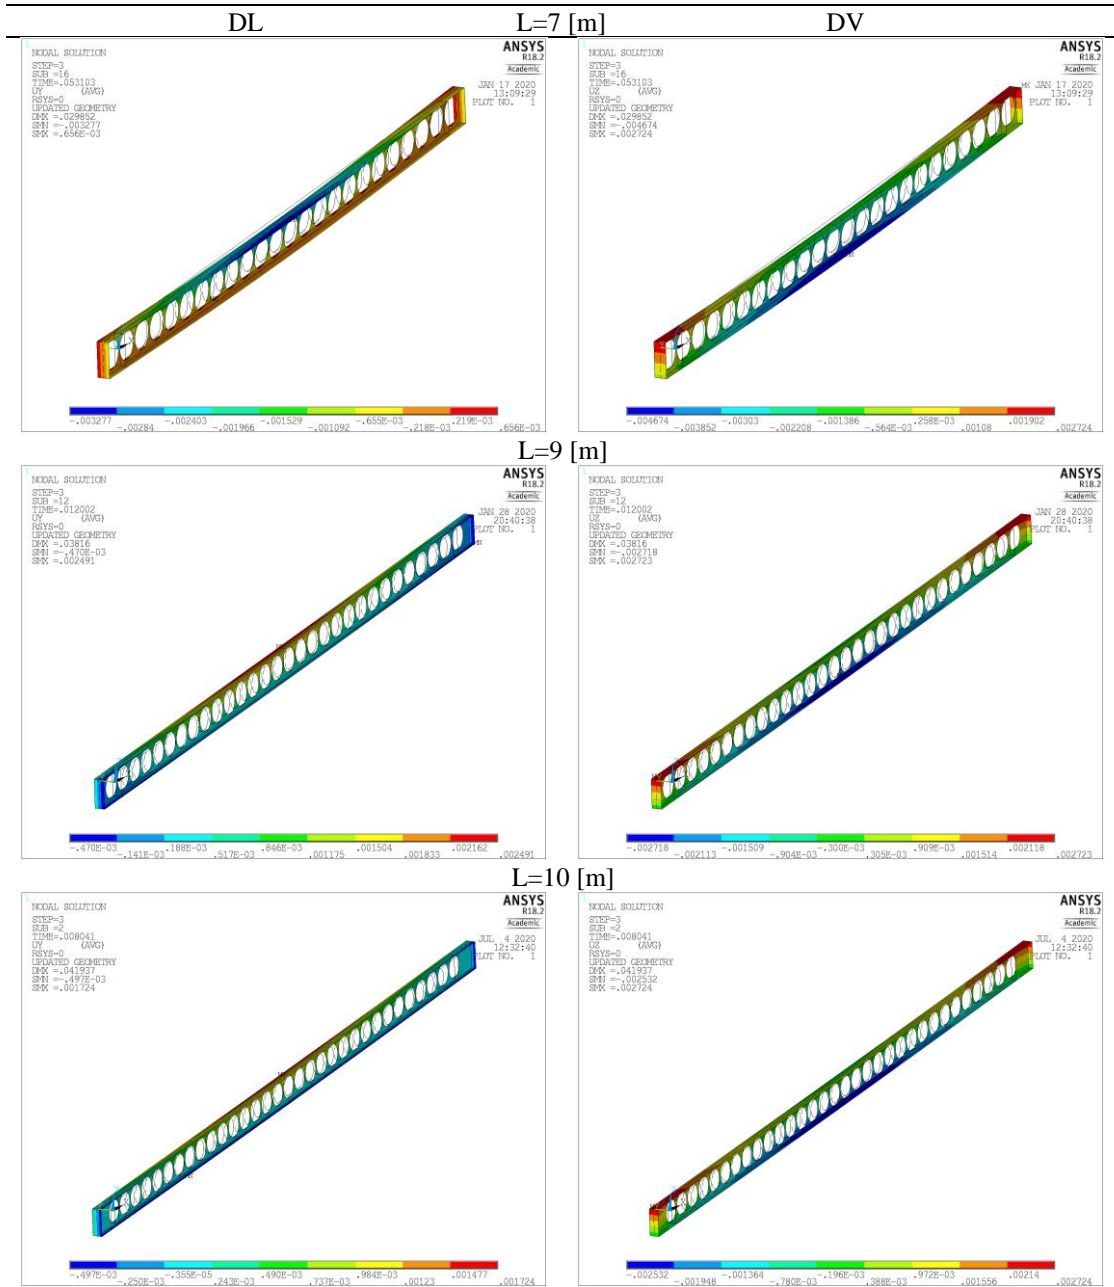 DL L=7 [m] DV
1
NODAL SOLUTION
STEP=3
SUB =16
TIME=.053103
UY (AVG)
RSYS=0
UPDATED GEOMETRY
DMX =.029852
SMN =-.003277
SMX =.656E-03
ANSYS
R18.2
Academic
JAN 17 2020
13:09:29
PLOT NO. 1
-.003277 -.002403 -.001529 -.655E-03 .219E-03
-.00284 -.001966 -.001092 -.218E-03 .656E-03
1
NODAL SOLUTION
STEP=3
SUB =16
TIME=.053103
UZ (AVG)
RSYS=0
UPDATED GEOMETRY
DMX =.029852
SMN =-.004674
SMX =.002724
ANSYS
R18.2
Academic
MX JAN 17 2020
13:09:29
PLOT NO. 1
-.004674 -.00303 -.001386 .258E-03 .001902
-.003852 -.002208 -.564E-03 .00108 .002724
L=9 [m]
1
NODAL SOLUTION
STEP=3
SUB =12
TIME=.012002
UY (AVG)
RSYS=0
UPDATED GEOMETRY
DMX =.03816
SMN =-.470E-03
SMX =.002491
ANSYS
R18.2
Academic
JAN 28 2020
20:40:38
PLOT NO. 1
MN
-.470E-03 .188E-03 .846E-03 .001504 .002162
-.141E-03 .517E-03 .001175 .001833 .002491
1
NODAL SOLUTION
STEP=3
SUB =12
TIME=.012002
UZ (AVG)
RSYS=0
UPDATED GEOMETRY
DMX =.03816
SMN =-.002718
SMX =.002723
ANSYS
R18.2
Academic
JAN 28 2020
20:40:38
PLOT NO. 1
-.002718 -.001509 -.300E-03 .909E-03 .002118
-.002113 -.904E-03 .305E-03 .001514 .002723
L=10 [m]
1
NODAL SOLUTION
STEP=3
SUB =2
TIME=.008041
UY (AVG)
RSYS=0
UPDATED GEOMETRY
DMX =.041937
SMN =-.497E-03
SMX =.001724
ANSYS
R18.2
Academic
JUL 4 2020
12:32:40
PLOT NO. 1
-.497E-03 -.355E-05 .490E-03 .984E-03 .001477
-.250E-03 .243E-03 .737E-03 .00123 .001724
1
NODAL SOLUTION
STEP=3
SUB =2
TIME=.008041
UZ (AVG)
RSYS=0
UPDATED GEOMETRY
DMX =.041937
SMN =-.002532
SMX =.002724
ANSYS
R18.2
Academic
JUL 4 2020
12:32:40
PLOT NO. 1
-.002532 -.001364 -.196E-03 .972E-03 .00214
-.001948 -.780E-03 .388E-03 .001556 .002724